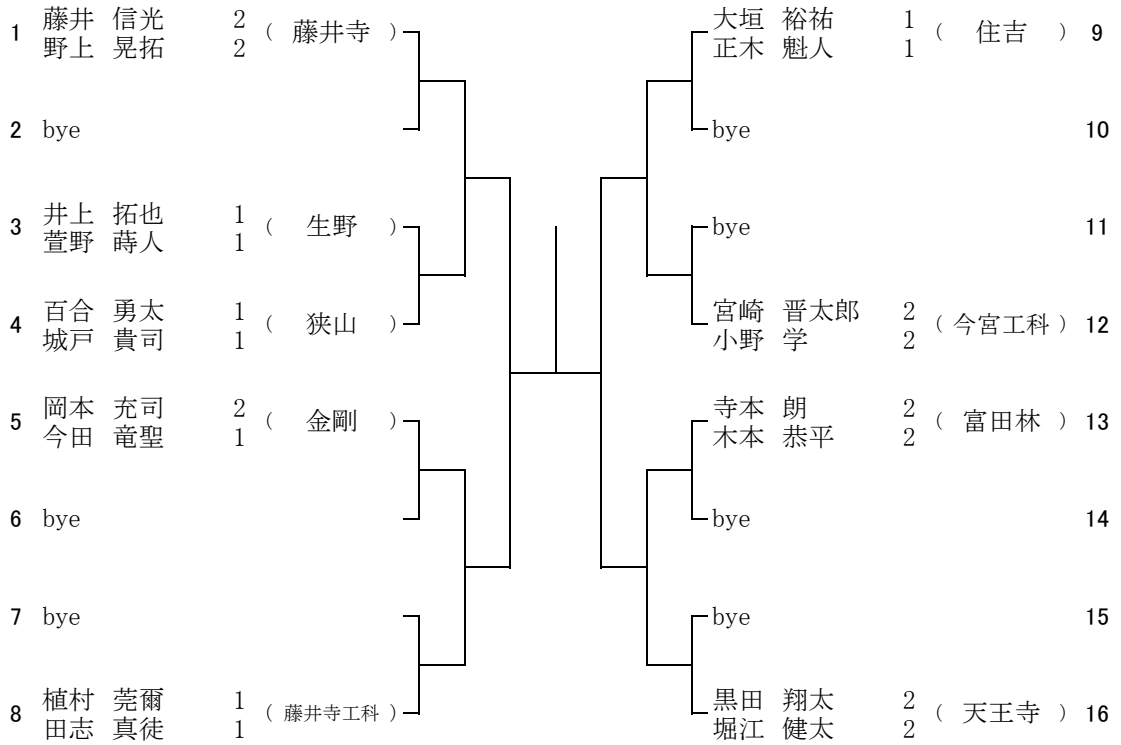 1 藤井 信光 2 ( 藤井寺 )
野上 晃拓 2
2 bye
3 井上 拓也 1 ( 生野 )
萱野 蒔人 1
4 百合 勇太 1 ( 狭山 )
城戸 貴司 1
5 岡本 充司 2 ( 金剛 )
今田 竜聖 1
6 bye
7 bye
8 植村 莞爾 1 ( 藤井寺工科 )
田志 真徒 1
大垣 裕祐 1 ( 住吉 ) 9
正木 魁人 1
bye 10
bye 11
宮崎 晋太郎 2 ( 今宮工科 ) 12
小野 学 2
寺本 朗 2 ( 富田林 ) 13
木本 恭平 2
bye 14
bye 15
黒田 翔太 2 ( 天王寺 ) 16
堀江 健太 2